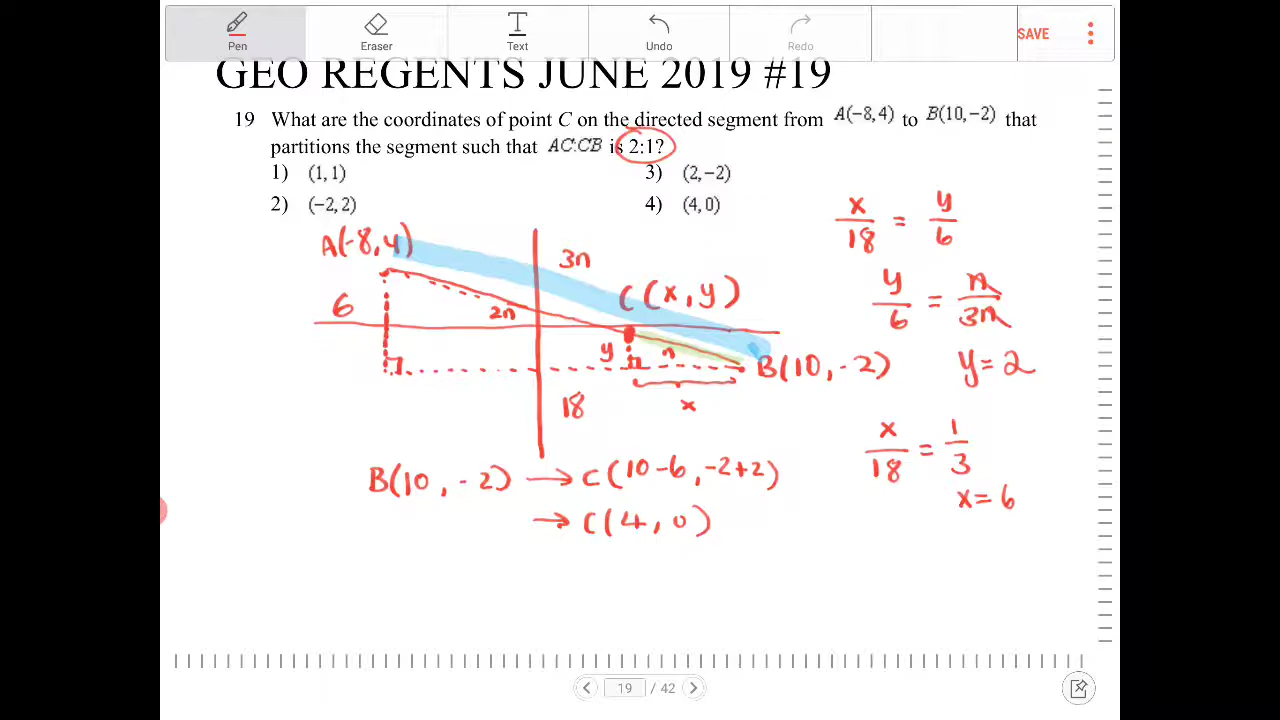 Pen Eraser Text Undo Redo SAVE
GEO REGENTS JUNE 2019 #19
19 What are the coordinates of point C on the directed segment from A(−8,4) to B(10,−2) that
partitions the segment such that AC:CB is 2:1?
1) (1,1) 3) (2,−2)
2) (−2,2) 4) (4,0)
x/18 = y/6
A(-8,4)
3n
C(x,y)
6
2n
y/6 = n/3n
y
n
B(10,-2)
y=2
18
x
x/18 = 1/3
x=6
B(10,-2) → C(10-6,-2+2)
→ C(4,0)
19 / 42